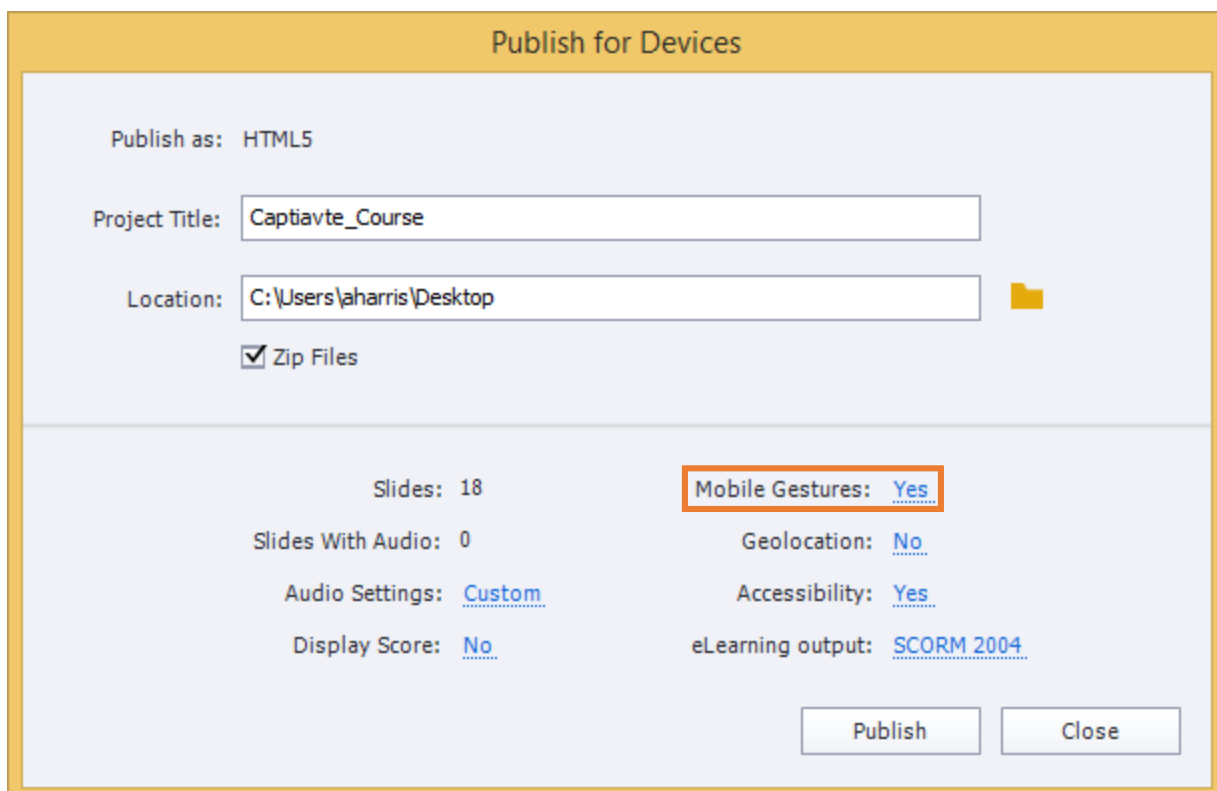 Publish for Devices
Publish as: HTML5
Project Title: Captiavte_Course
Location: C:\Users\aharris\Desktop
Zip Files
Slides: 18 Mobile Gestures: Yes
Slides With Audio: 0 Geolocation: No
Audio Settings: Custom Accessibility: Yes
Display Score: No eLearning output: SCORM 2004
Publish Close